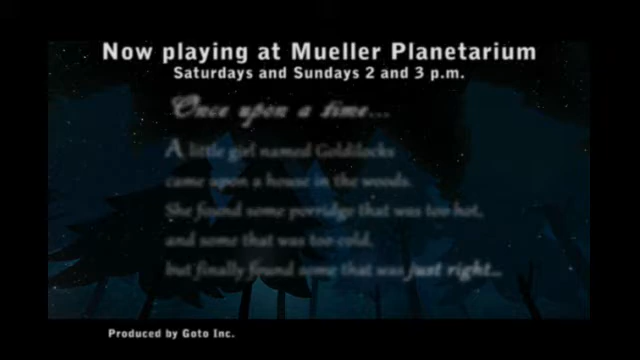 Now playing at Mueller Planetarium
Saturdays and Sundays 2 and 3 p.m.
Once upon a time...
A little girl named Goldilocks
came upon a house in the woods.
She found some porridge that was too hot,
and some that was too cold,
but finally found some that was just right...
Produced by Goto Inc.